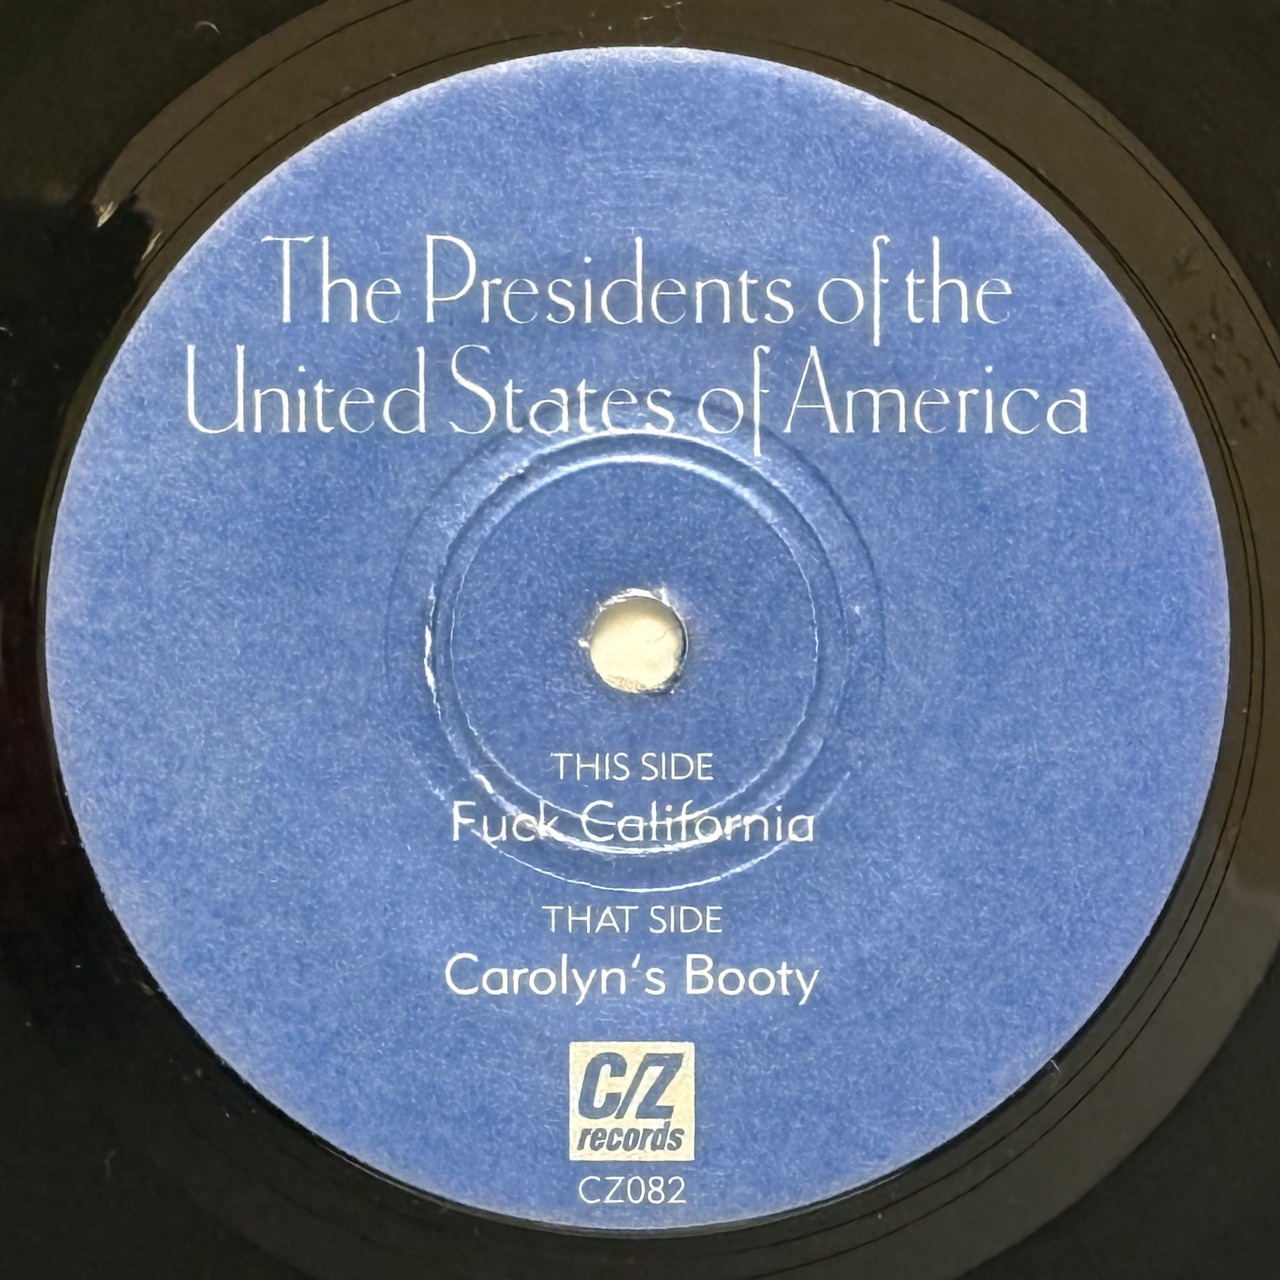 The Presidents of the
United States of America
THIS SIDE
Fuck California
THAT SIDE
Carolyn‘s Booty
C/Z
records
CZ082